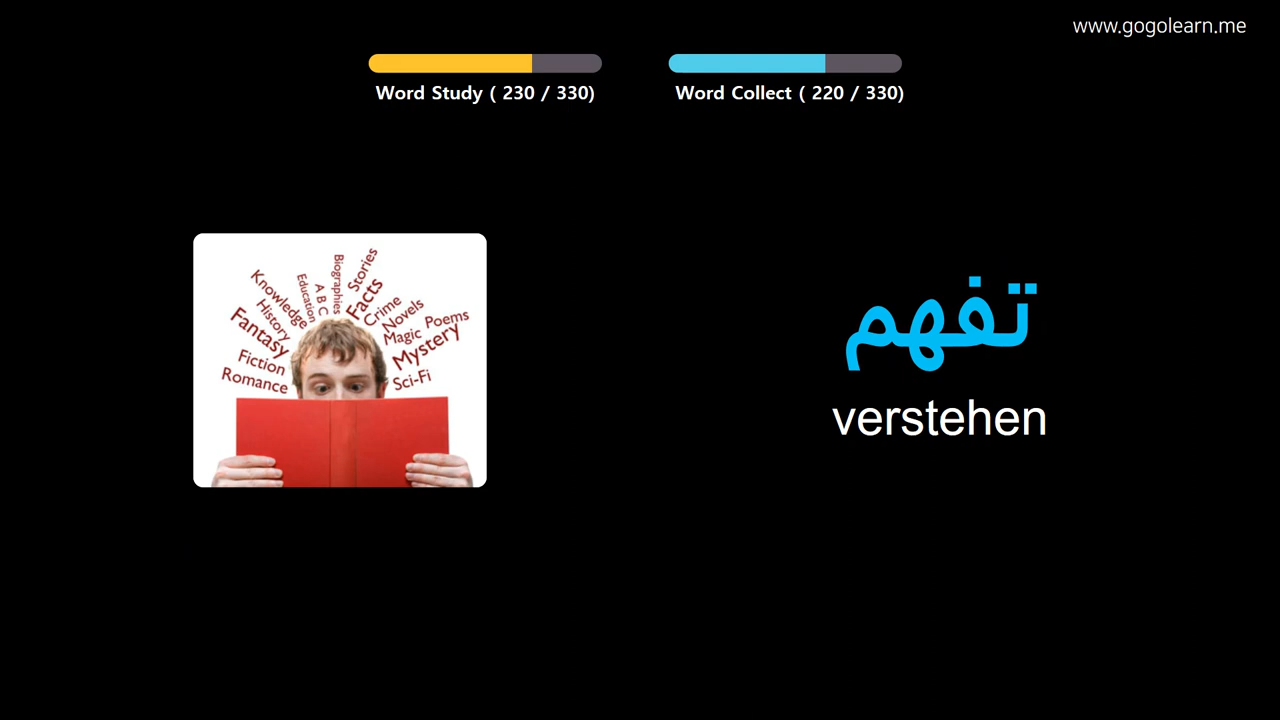 www.gogolearn.me
Word Study ( 230 / 330)
Word Collect ( 220 / 330)
Knowledge
History
Fantasy
Fiction
Romance
Education
A B C
Biographies
Stories
Facts
Crime
Novels
Magic
Poems
Mystery
Sci-Fi
تفهم
verstehen